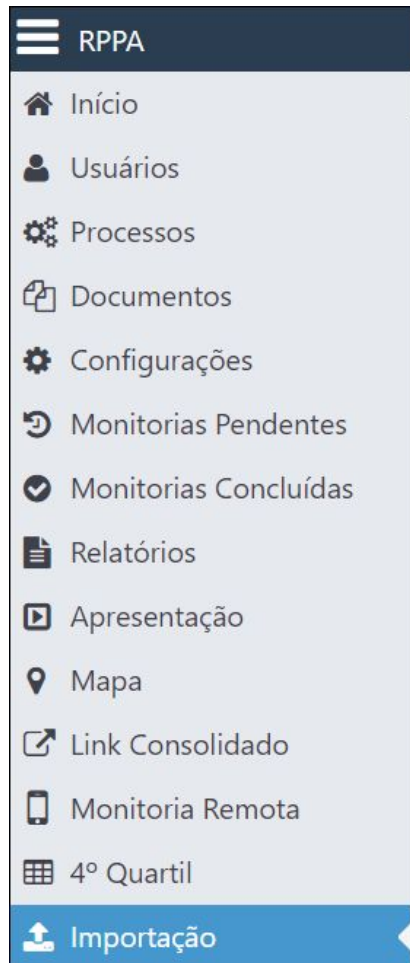 RPPA
Início
Usuários
Processos
Documentos
Configurações
Monitorias Pendentes
Monitorias Concluídas
Relatórios
Apresentação
Mapa
Link Consolidado
Monitoria Remota
4º Quartil
Importação